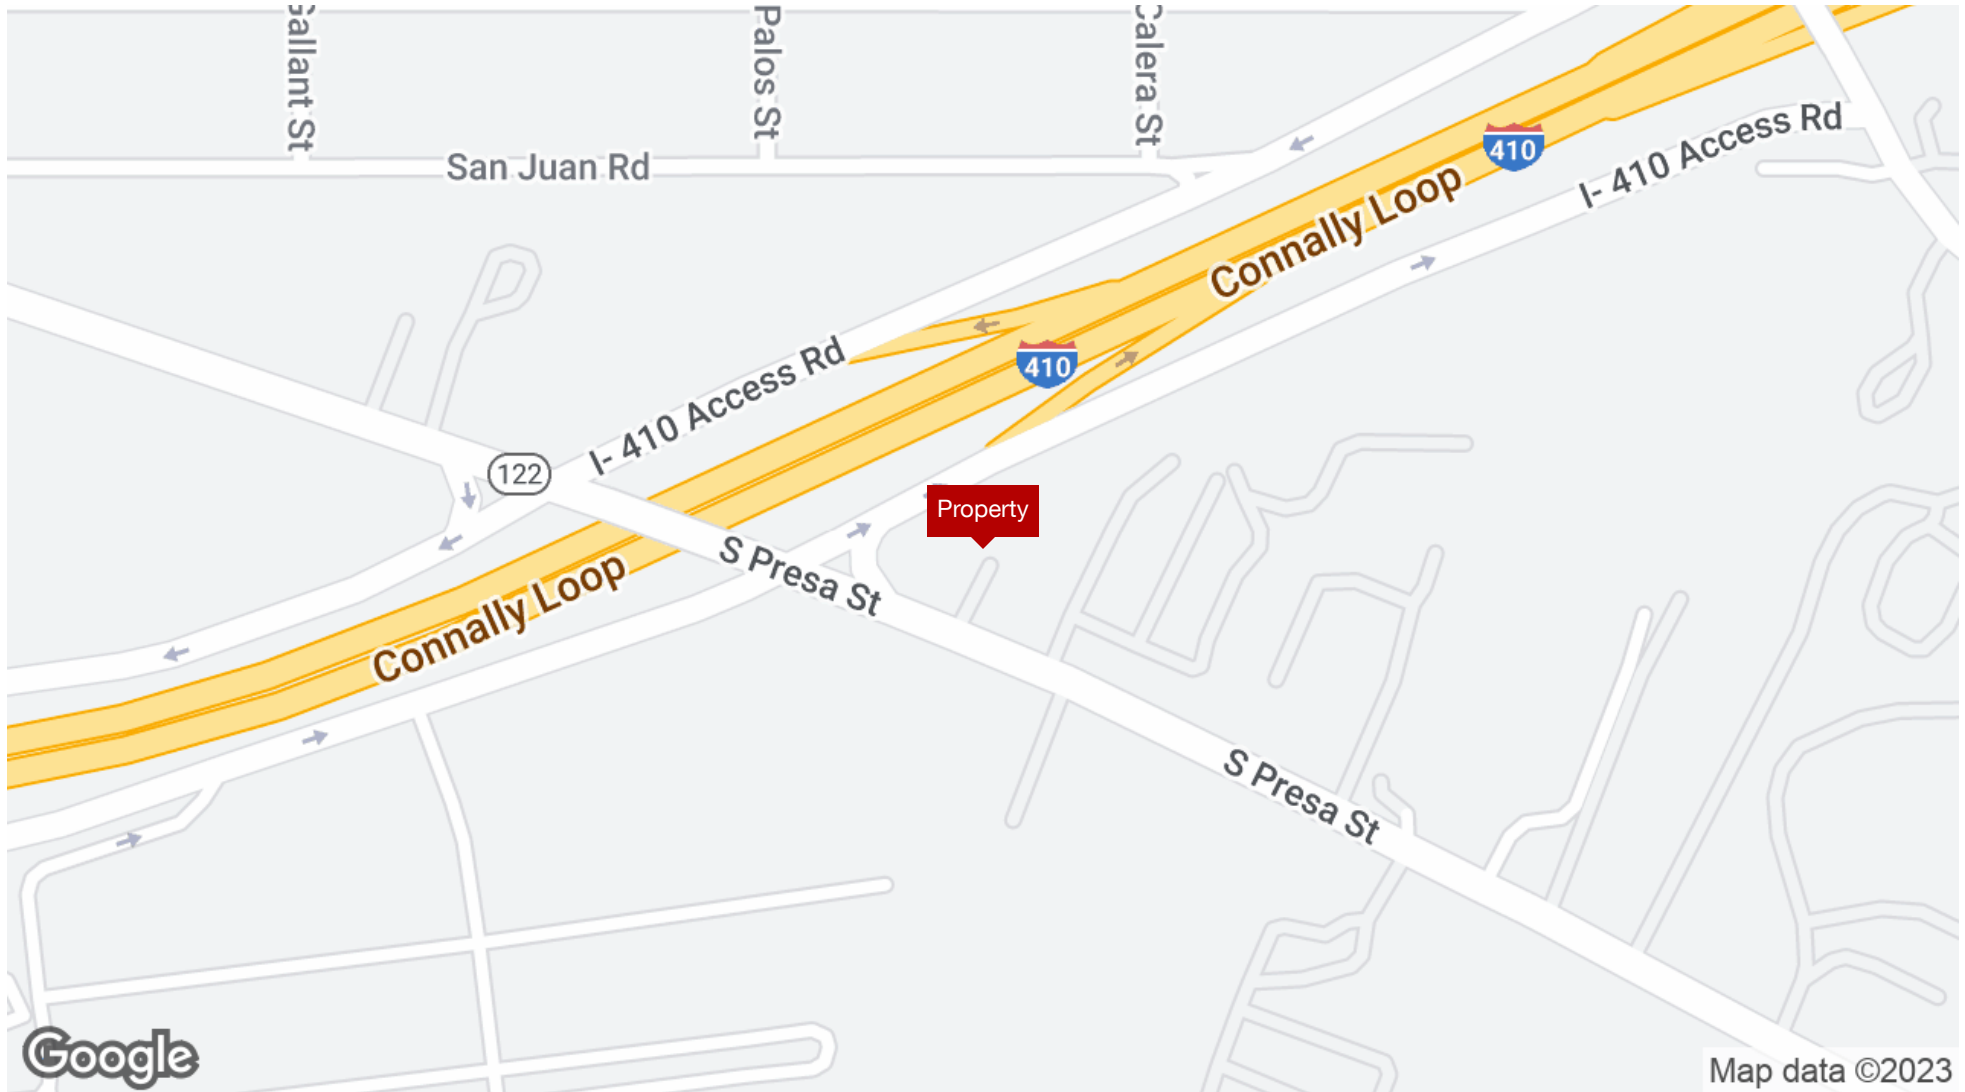 Gallant St
Palos St
Calera St
San Juan Rd
410
I- 410 Access Rd
Connally Loop
410
I- 410 Access Rd
122
Property
S Presa St
Connally Loop
S Presa St
Google
Map data ©2023